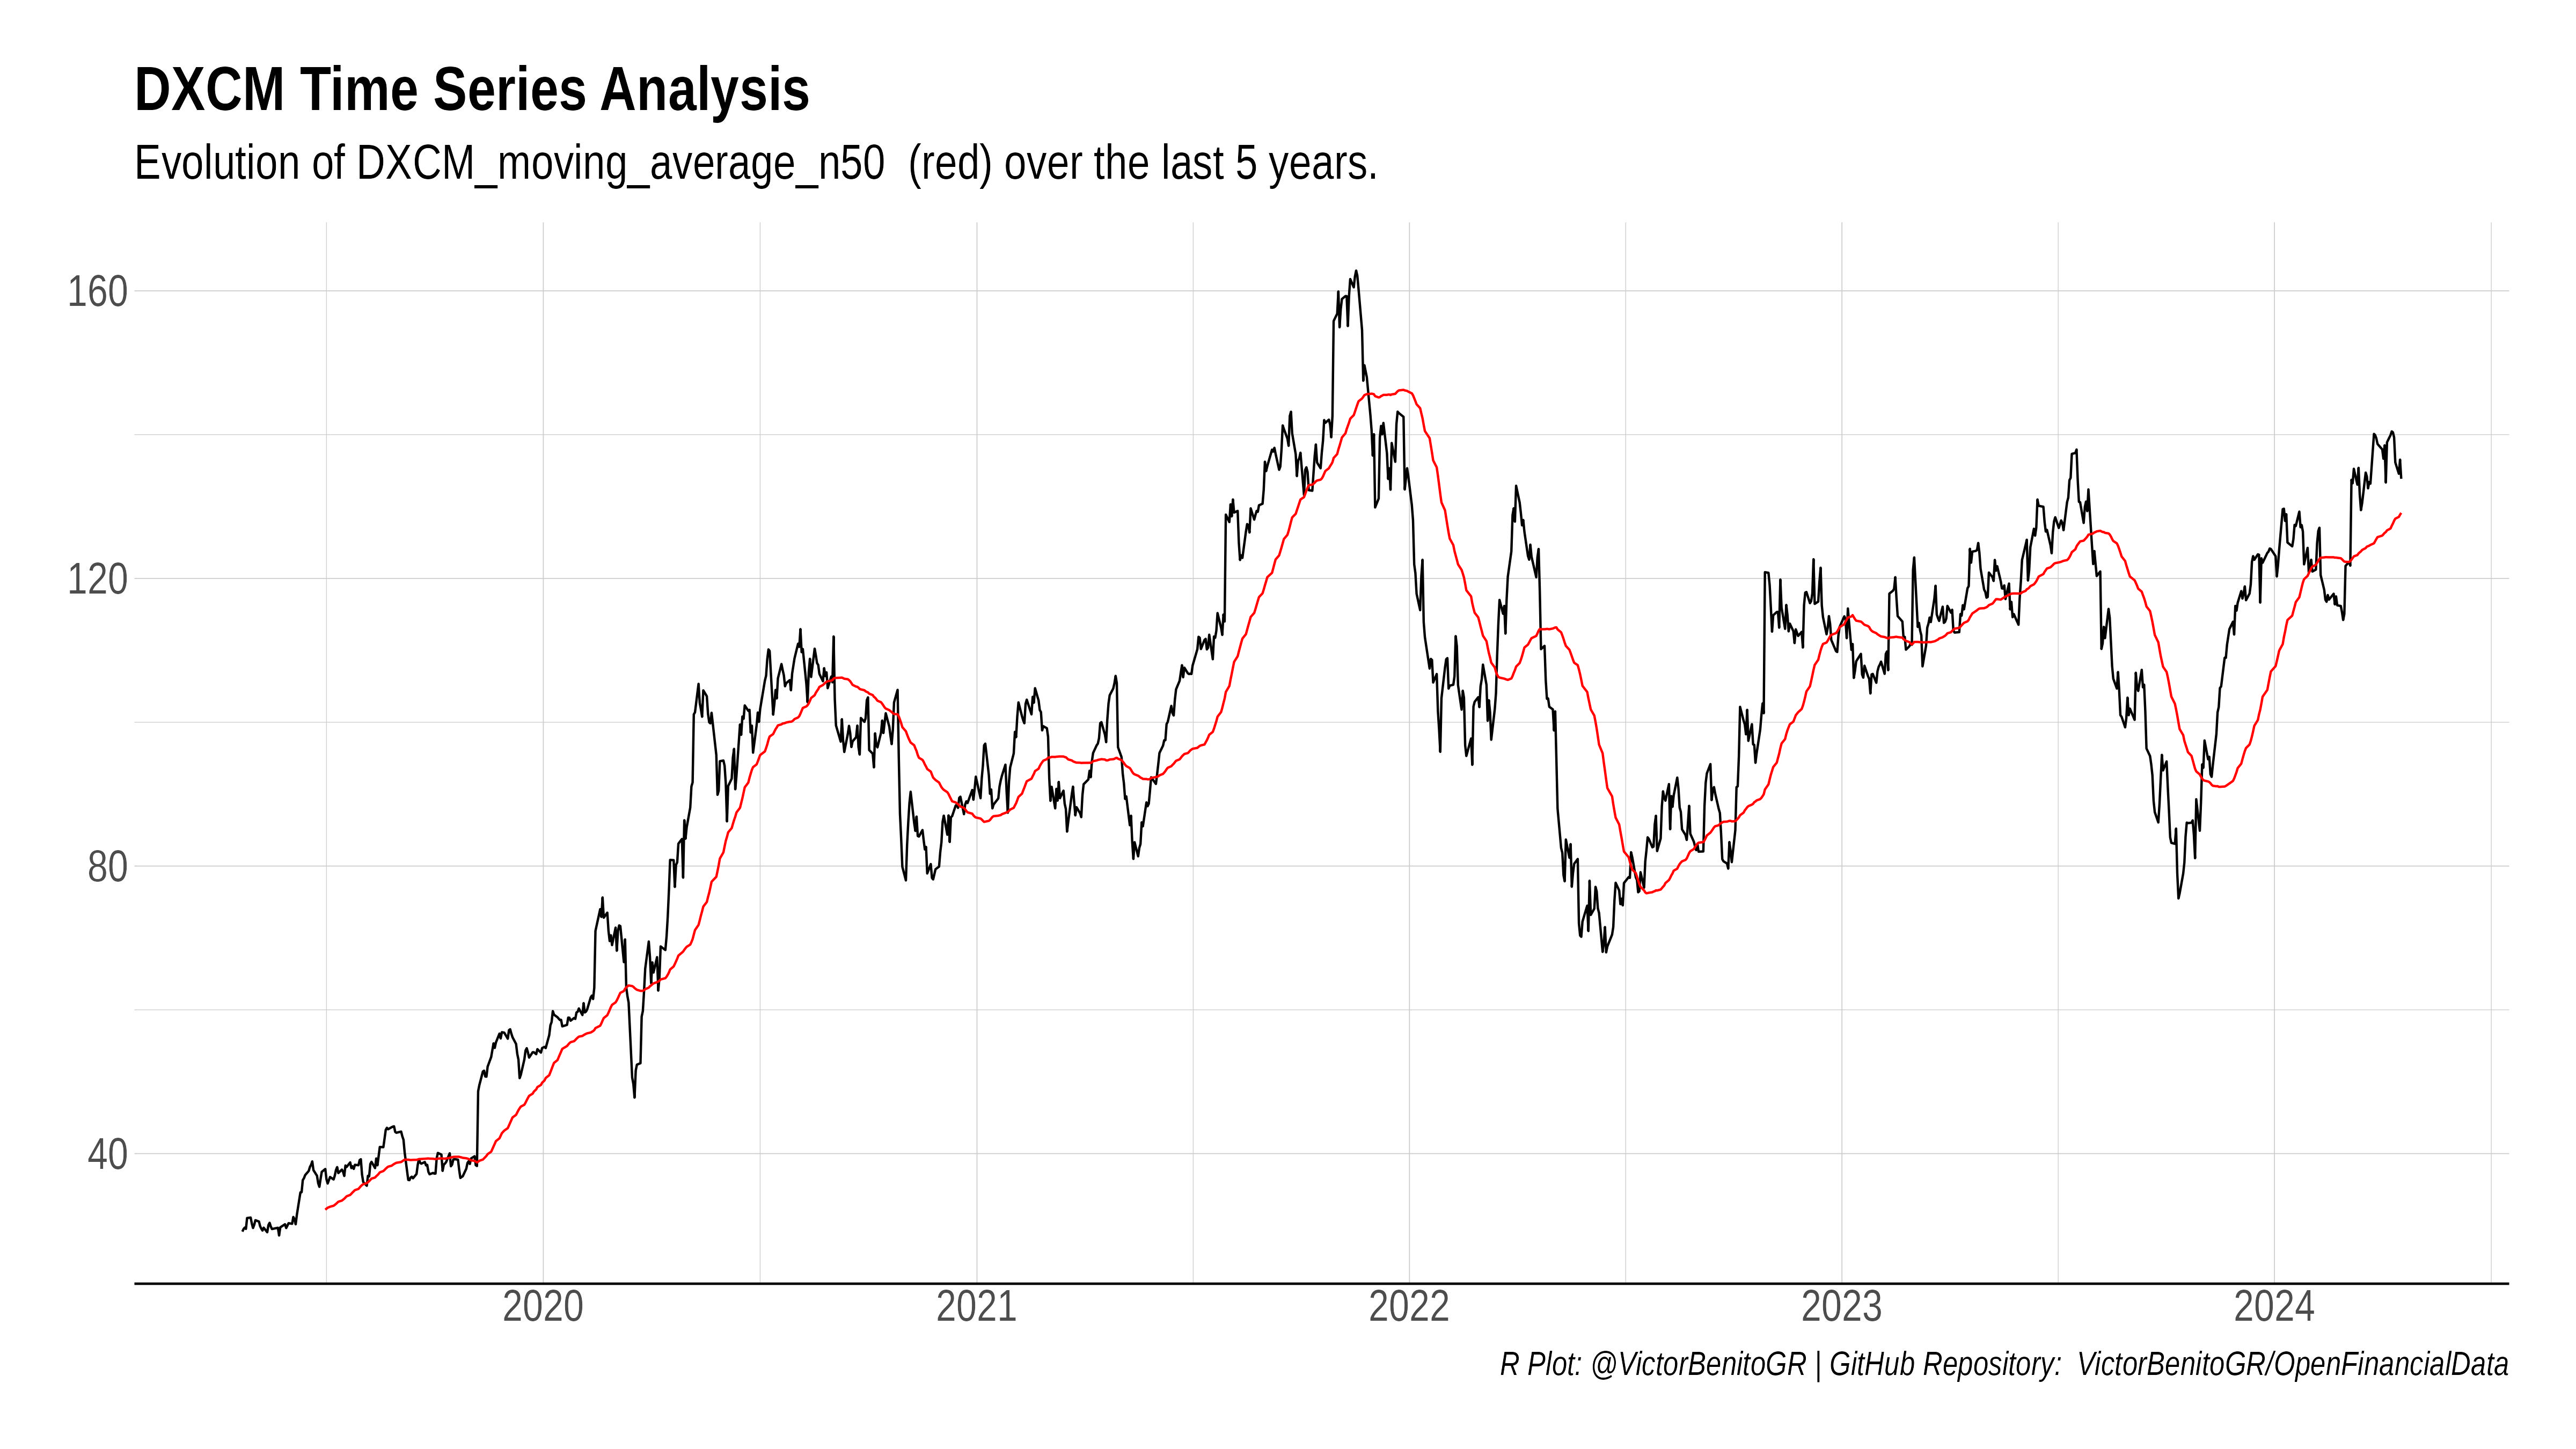 DXCM Time Series Analysis
Evolution of DXCM_moving_average_n50  (red) over the last 5 years.
160
120
80
40
2020 2021 2022 2023 2024
R Plot: @VictorBenitoGR | GitHub Repository:  VictorBenitoGR/OpenFinancialData